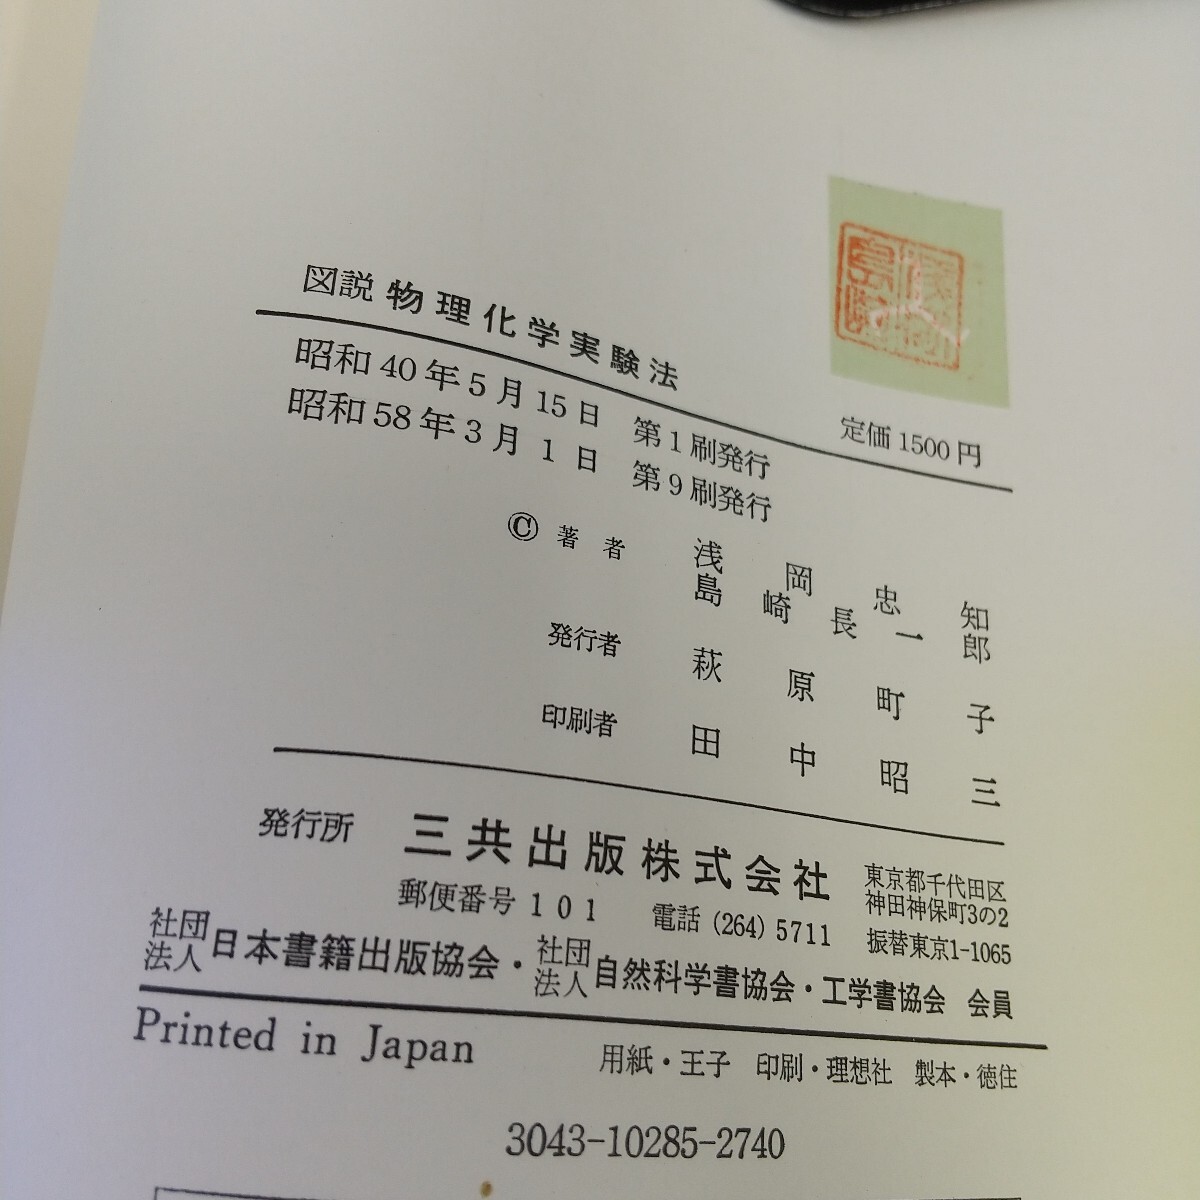 図説 物理化学実験法
定価 1500 円
昭和 40 年 5 月 15 日 第 1 刷発行
昭和 58 年 3 月 1 日 第 9 刷発行
© 著者 浅岡忠知
島崎長一郎
発行者 萩原町子
印刷者 田中昭三
発行所 三共出版株式会社
東京都千代田区
神田神保町3の2
郵便番号 101 電話 (264) 5711 振替東京1-1065
社団法人 日本書籍出版協会・社団法人 自然科学書協会・工学書協会 会員
Printed in Japan
用紙・王子 印刷・理想社 製本・徳住
3043-10285-2740